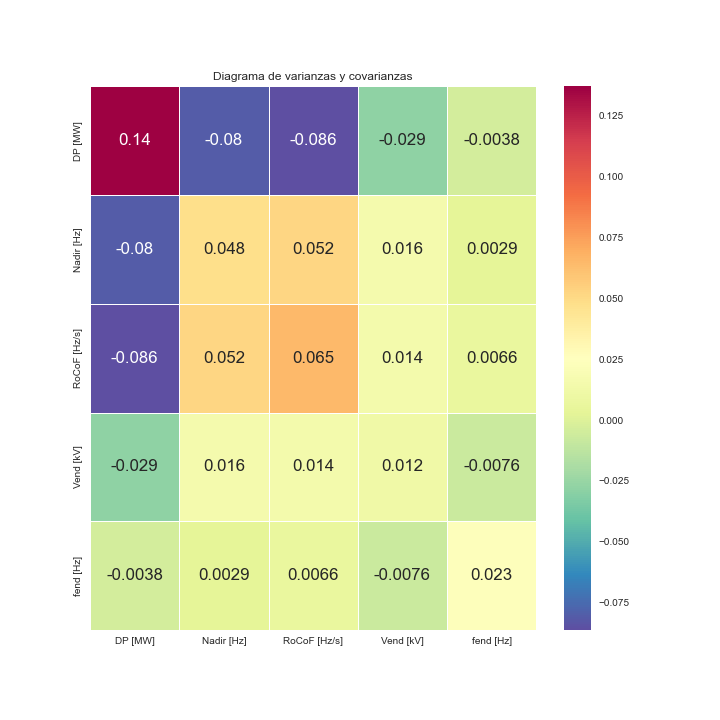 Diagrama de varianzas y covarianzas
DP [MW] 0.14 -0.08 -0.086 -0.029 -0.0038
Nadir [Hz] -0.08 0.048 0.052 0.016 0.0029
RoCoF [Hz/s] -0.086 0.052 0.065 0.014 0.0066
Vend [kV] -0.029 0.016 0.014 0.012 -0.0076
fend [Hz] -0.0038 0.0029 0.0066 -0.0076 0.023
DP [MW] Nadir [Hz] RoCoF [Hz/s] Vend [kV] fend [Hz]
0.125
0.100
0.075
0.050
0.025
0.000
−0.025
−0.050
−0.075